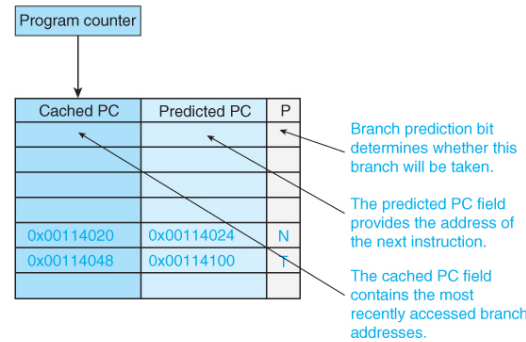 Program counter
Cached PC Predicted PC P
Branch prediction bit
determines whether this
branch will be taken.
The predicted PC field
provides the address of
the next instruction.
0x00114020 0x00114024 N
0x00114048 0x00114100 T
The cached PC field
contains the most
recently accessed branch
addresses.